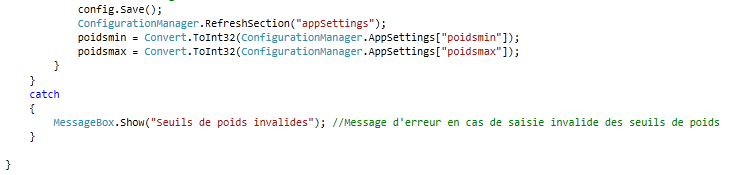 config.Save();
ConfigurationManager.RefreshSection("appSettings");
poidsmin = Convert.ToInt32(ConfigurationManager.AppSettings["poidsmin"]);
poidsmax = Convert.ToInt32(ConfigurationManager.AppSettings["poidsmax"]);
}
}
catch
{
MessageBox.Show("Seuils de poids invalides"); //Message d'erreur en cas de saisie invalide des seuils de poids
}
}